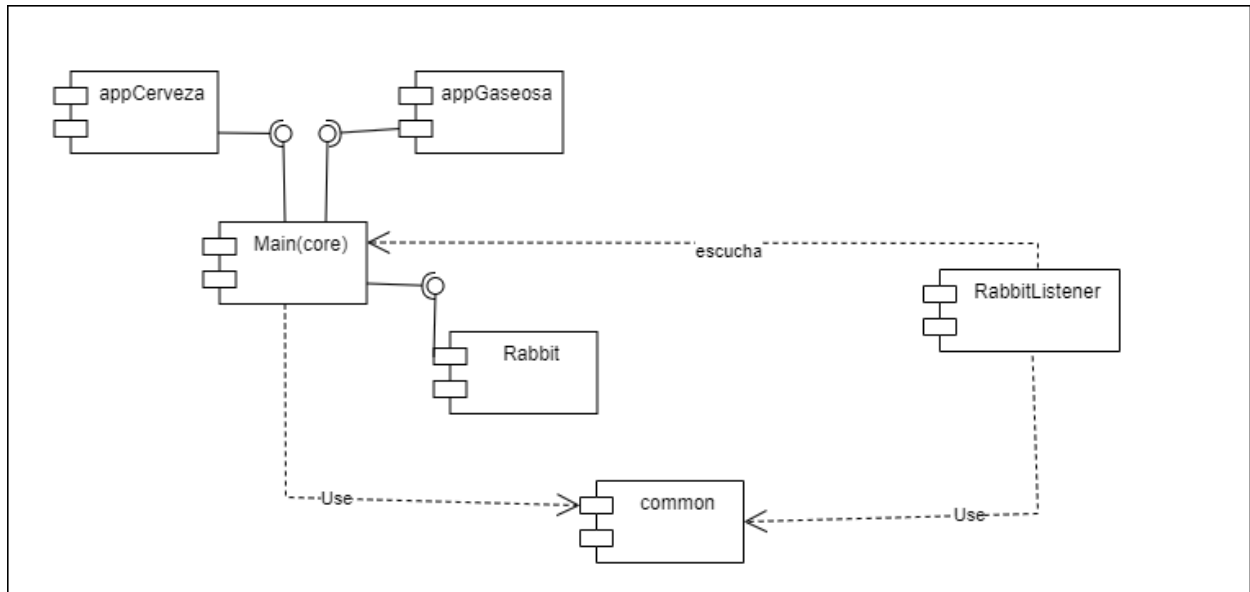 appCerveza
appGaseosa
Main(core)
escucha
RabbitListener
Rabbit
Use
common
Use